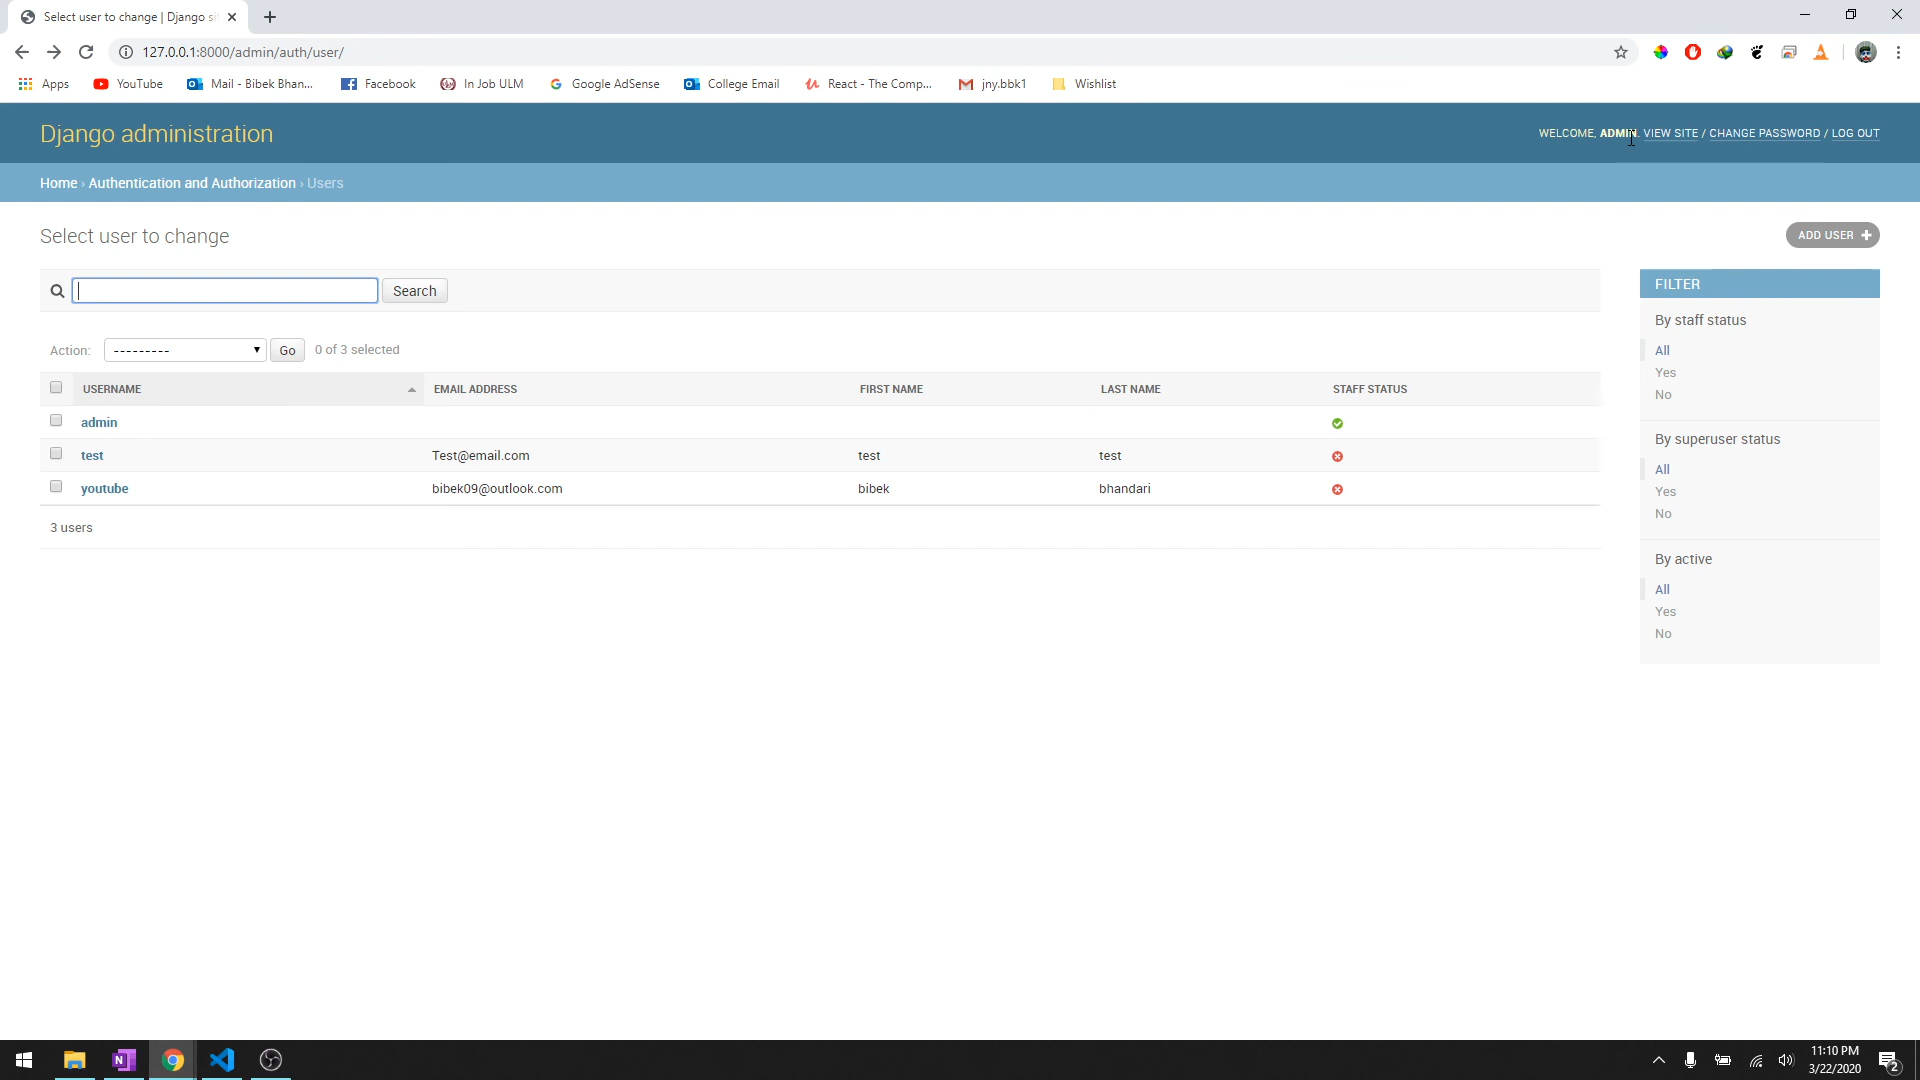 Select user to change | Django si
127.0.0.1:8000/admin/auth/user/
Apps YouTube Mail - Bibek Bhan... Facebook In Job ULM Google AdSense College Email React - The Comp... jny.bbk1 Wishlist
Django administration
WELCOME, ADMIN. VIEW SITE / CHANGE PASSWORD / LOG OUT
Home › Authentication and Authorization › Users
Select user to change
ADD USER +
Search
Action: --------- Go 0 of 3 selected
USERNAME EMAIL ADDRESS FIRST NAME LAST NAME STAFF STATUS
admin
test Test@email.com test test
youtube bibek09@outlook.com bibek bhandari
3 users
FILTER
By staff status
All
Yes
No
By superuser status
All
Yes
No
By active
All
Yes
No
N
11:10 PM
3/22/2020
2